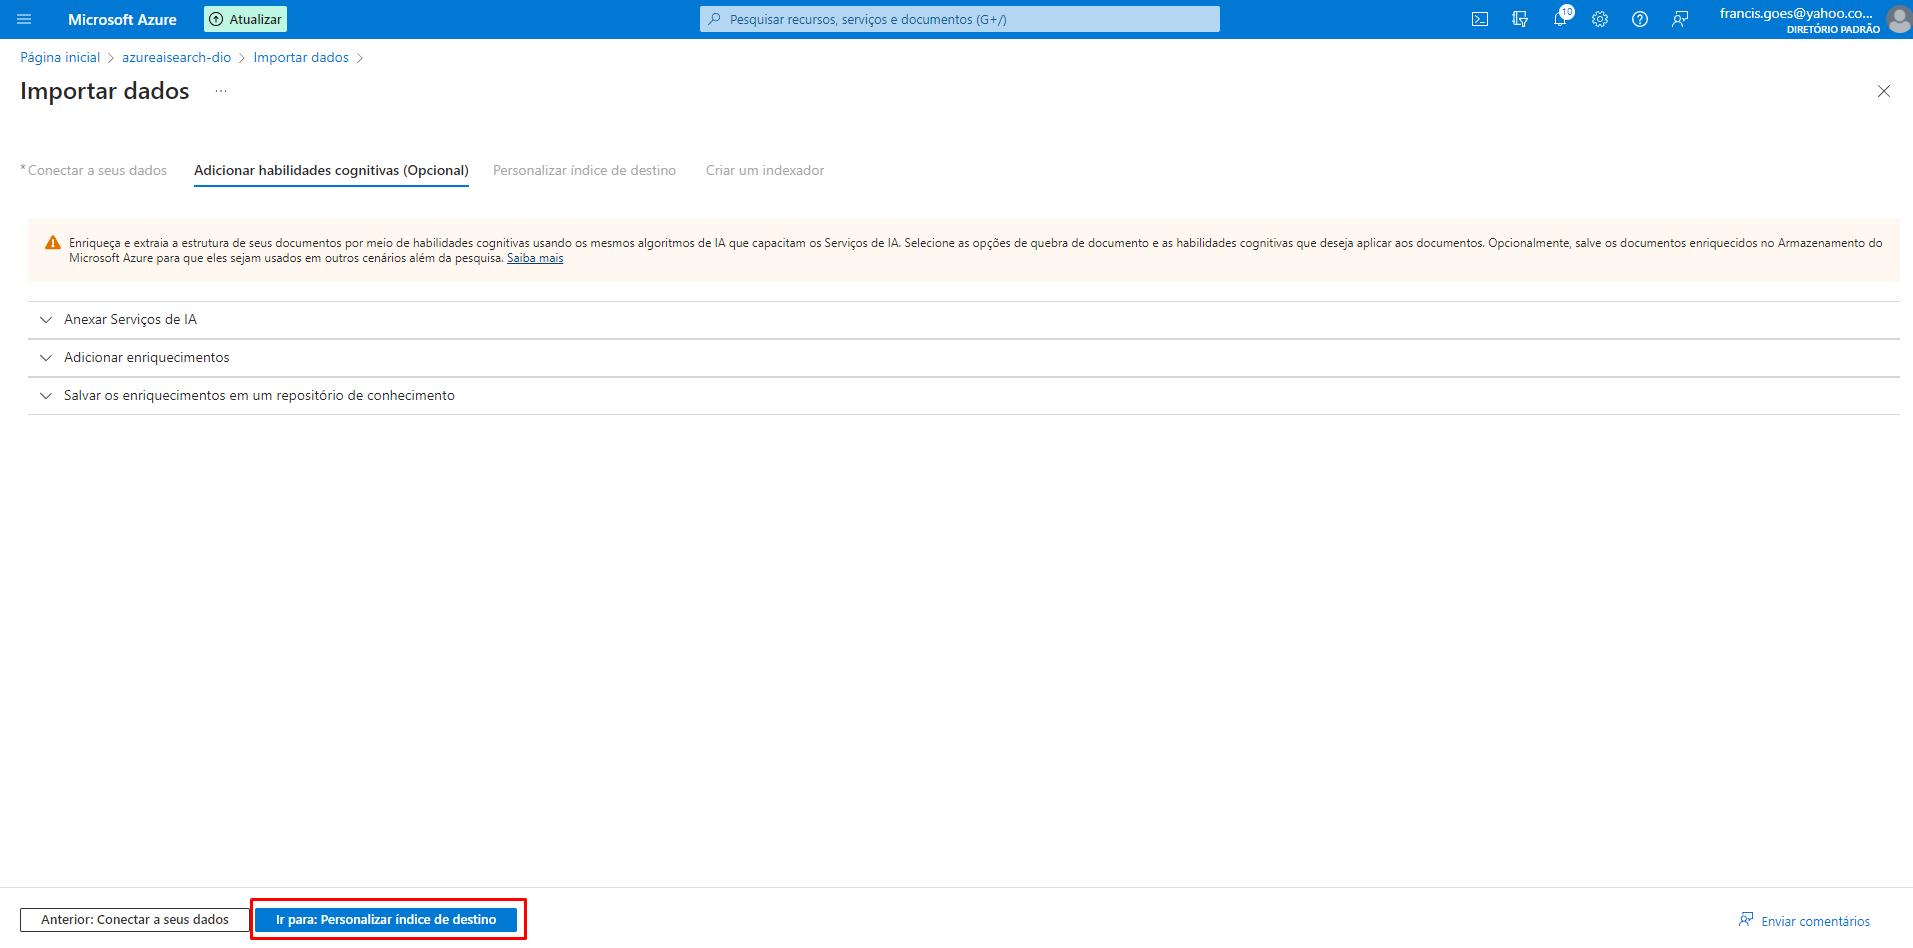 Microsoft Azure
Atualizar
Pesquisar recursos, serviços e documentos (G+/)
10
francis.goes@yahoo.co...
DIRETÓRIO PADRÃO
Página inicial > azureaisearch-dio > Importar dados >
Importar dados ...
* Conectar a seus dados
Adicionar habilidades cognitivas (Opcional)
Personalizar índice de destino
Criar um indexador
Enriqueça e extraia a estrutura de seus documentos por meio de habilidades cognitivas usando os mesmos algoritmos de IA que capacitam os Serviços de IA. Selecione as opções de quebra de documento e as habilidades cognitivas que deseja aplicar aos documentos. Opcionalmente, salve os documentos enriquecidos no Armazenamento do
Microsoft Azure para que eles sejam usados em outros cenários além da pesquisa. Saiba mais
Anexar Serviços de IA
Adicionar enriquecimentos
Salvar os enriquecimentos em um repositório de conhecimento
Anterior: Conectar a seus dados
Ir para: Personalizar índice de destino
Enviar comentários